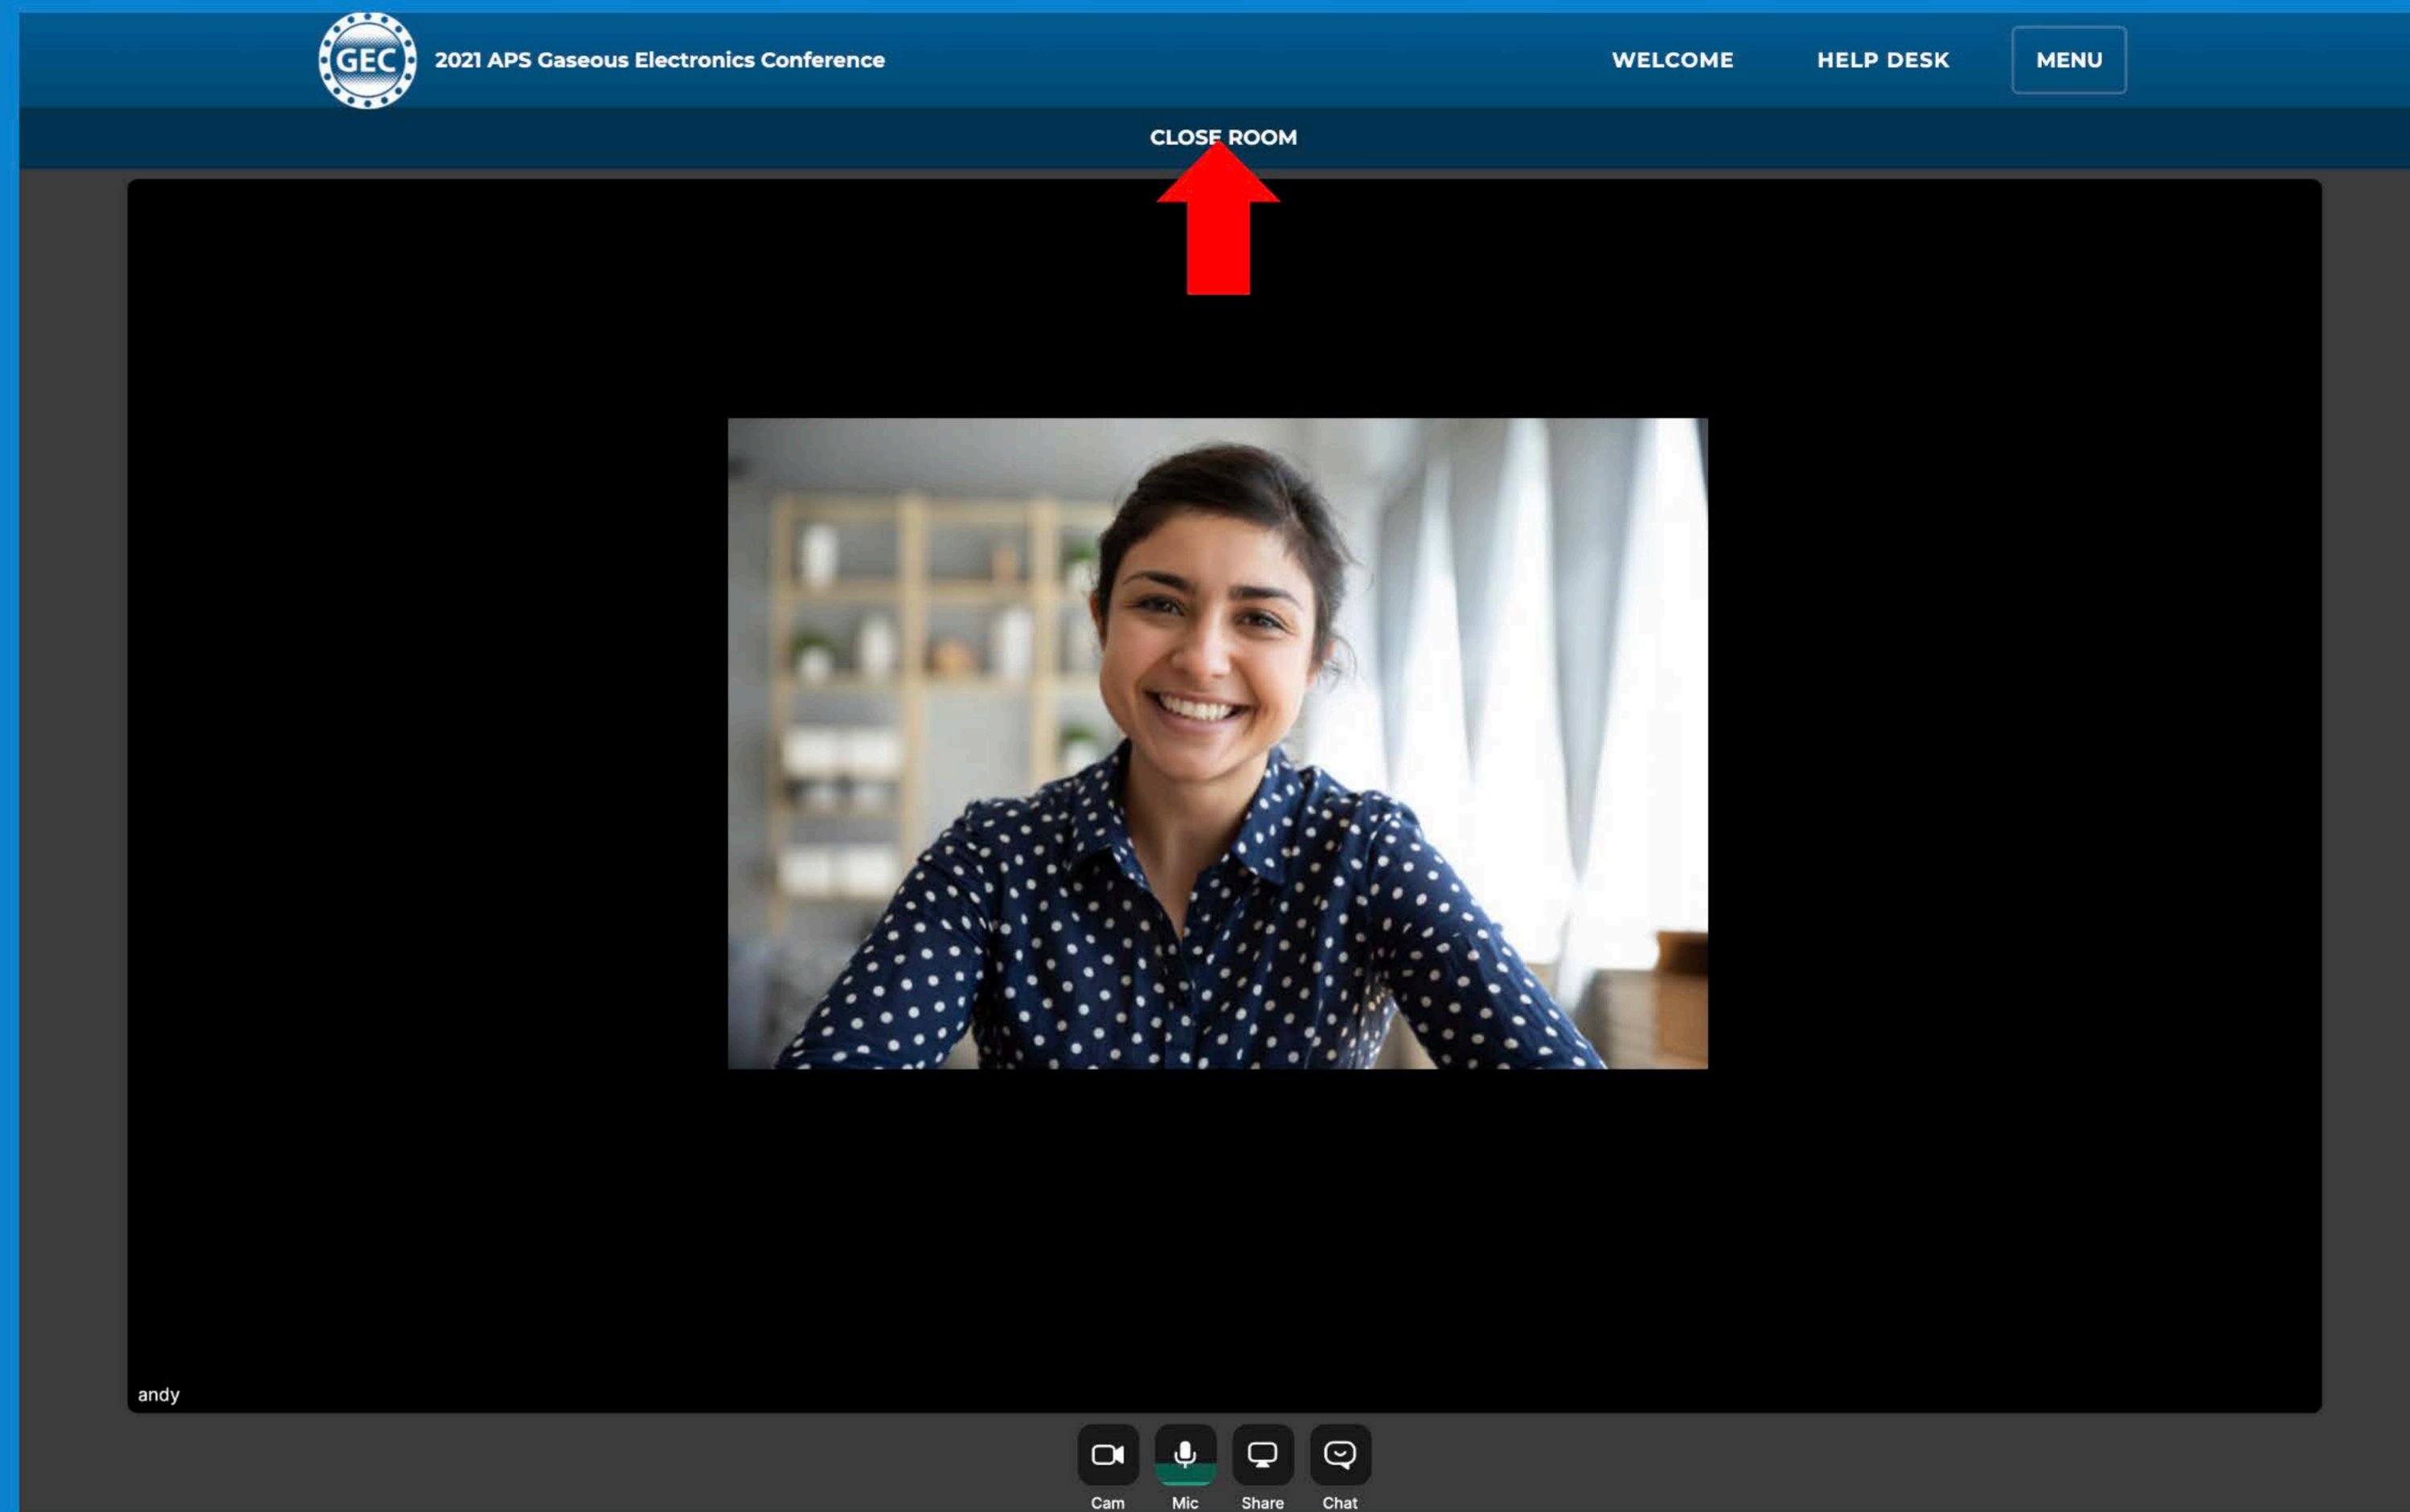 GEC
2021 APS Gaseous Electronics Conference
WELCOME
HELP DESK
MENU
CLOSE ROOM
andy
Cam
Mic
Share
Chat